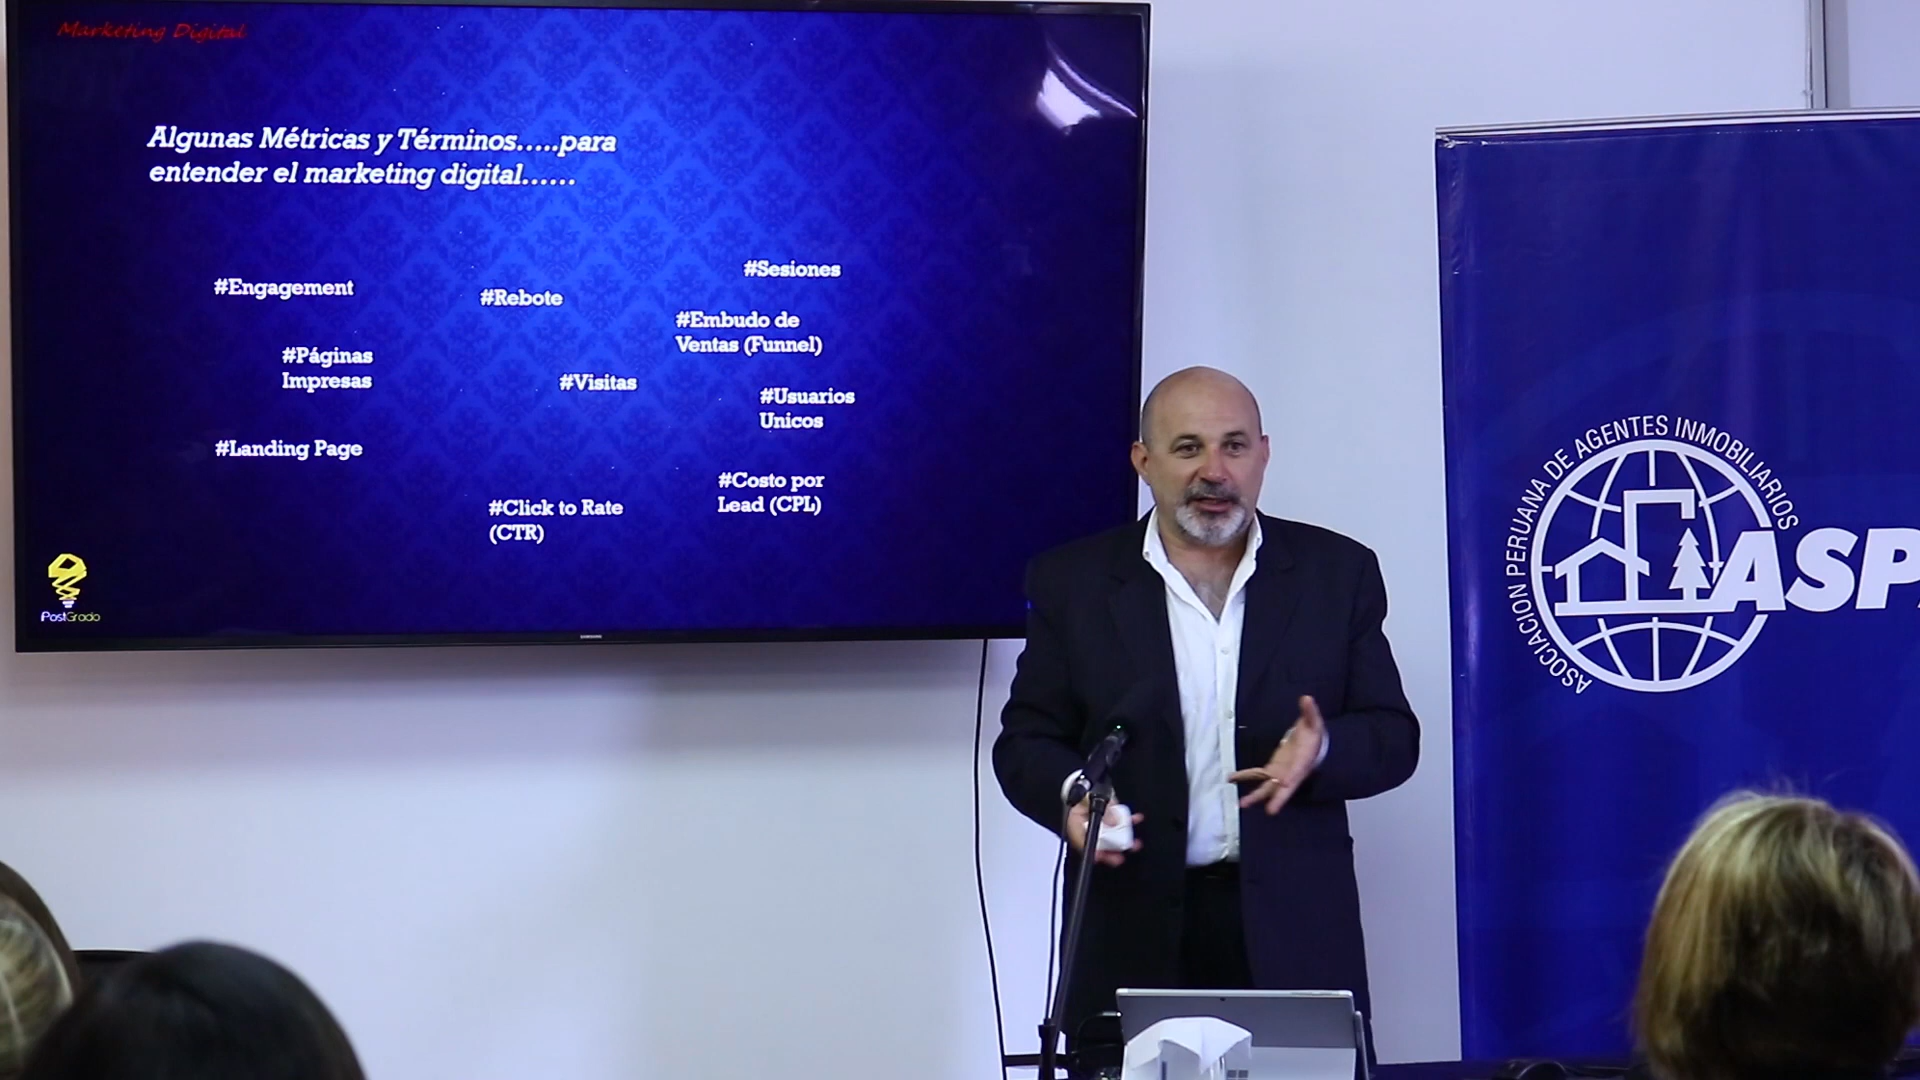 Marketing Digital
Algunas Métricas y Términos.....para
entender el marketing digital......
#Sesiones
#Engagement
#Rebote
#Embudo de
Ventas (Funnel)
#Páginas
Impresas
#Visitas
#Usuarios
Unicos
#Landing Page
#Costo por
Lead (CPL)
#Click to Rate
(CTR)
iPostGrado
SAMSUNG
ASOCIACION PERUANA DE AGENTES INMOBILIARIOS
ASP